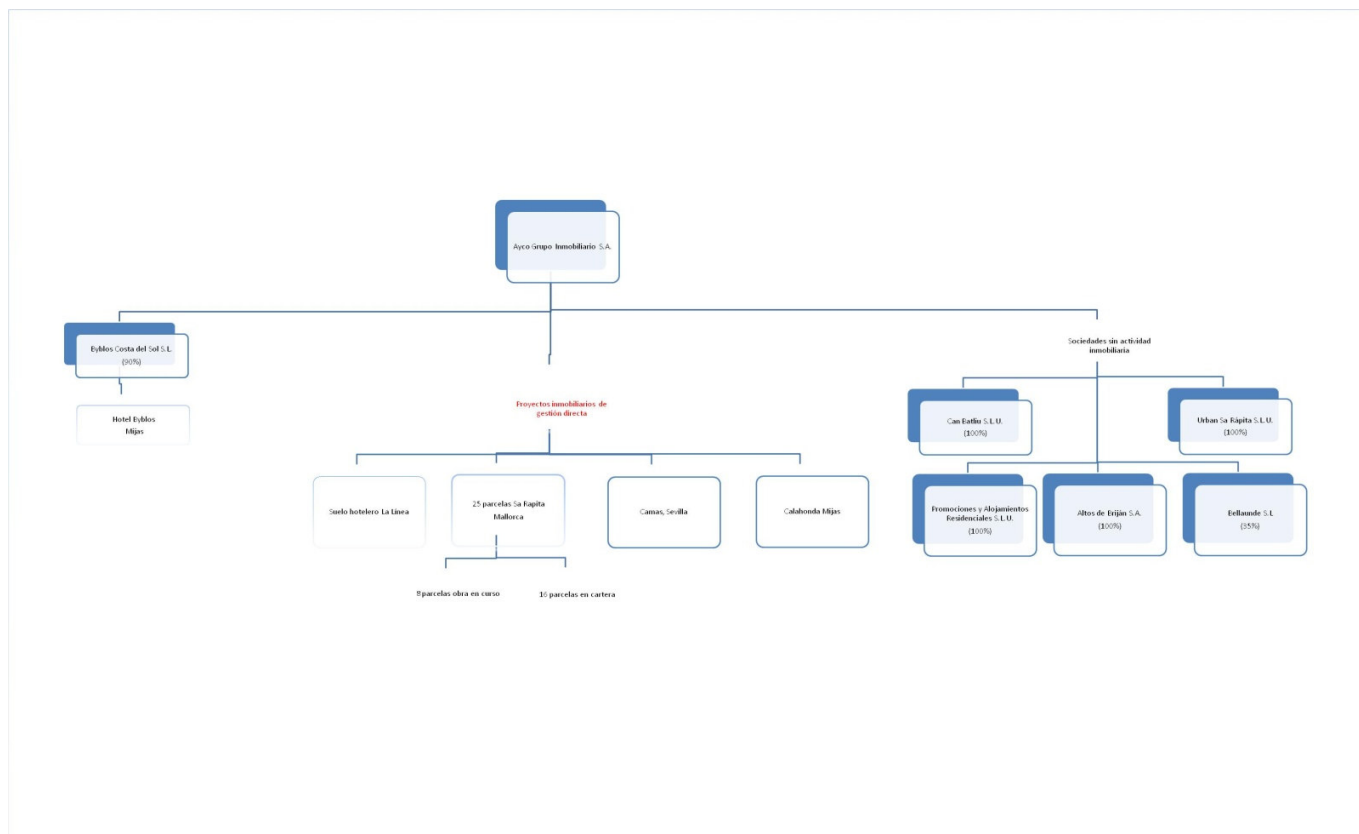 Ayco Grupo Inmobiliario S.A.
Byblos Costa del Sol S.L.
(90%)
Hotel Byblos
Mijas
Proyectos inmobiliarios de
gestión directa
Suelo hotelero La Línea
25 parcelas Sa Rapita
Mallorca
Camas, Sevilla
Calahonda Mijas
8 parcelas obra en curso
16 parcelas en cartera
Sociedades sin actividad
inmobiliaria
Can Batliu S.L.U.
(100%)
Urban Sa Rápita S.L.U.
(100%)
Promociones y Alojamientos
Residenciales S.L.U.
(100%)
Altos de Briján S.A.
(100%)
Bellaunde S.L
(35%)